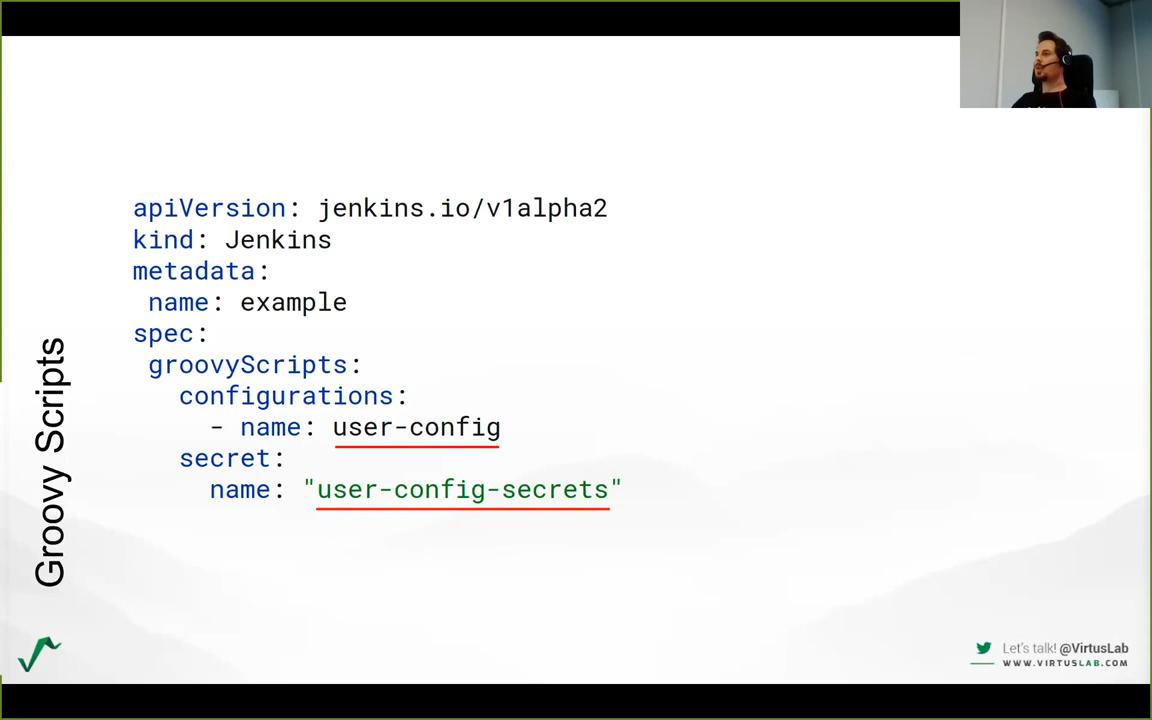 Groovy Scripts
apiVersion: jenkins.io/v1alpha2
kind: Jenkins
metadata:
 name: example
spec:
 groovyScripts:
   configurations:
     - name: user-config
   secret:
     name: "user-config-secrets"
Let's talk! @VirtusLab
WWW.VIRTUSLAB.COM